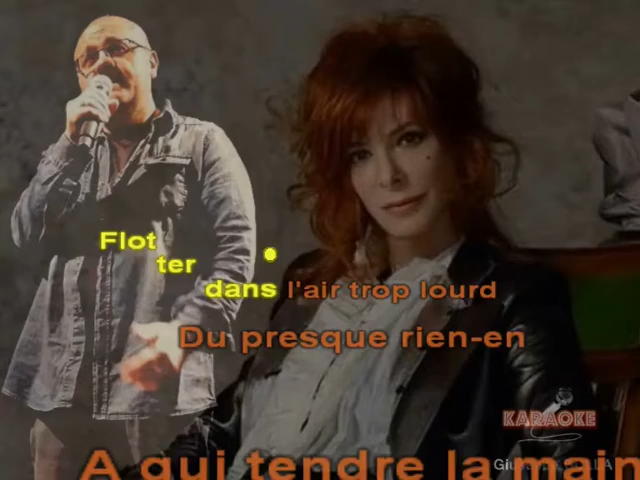 Flot
ter
dans l'air trop lourd
Du presque rien-en
KARAOKE
A qui tendre la main